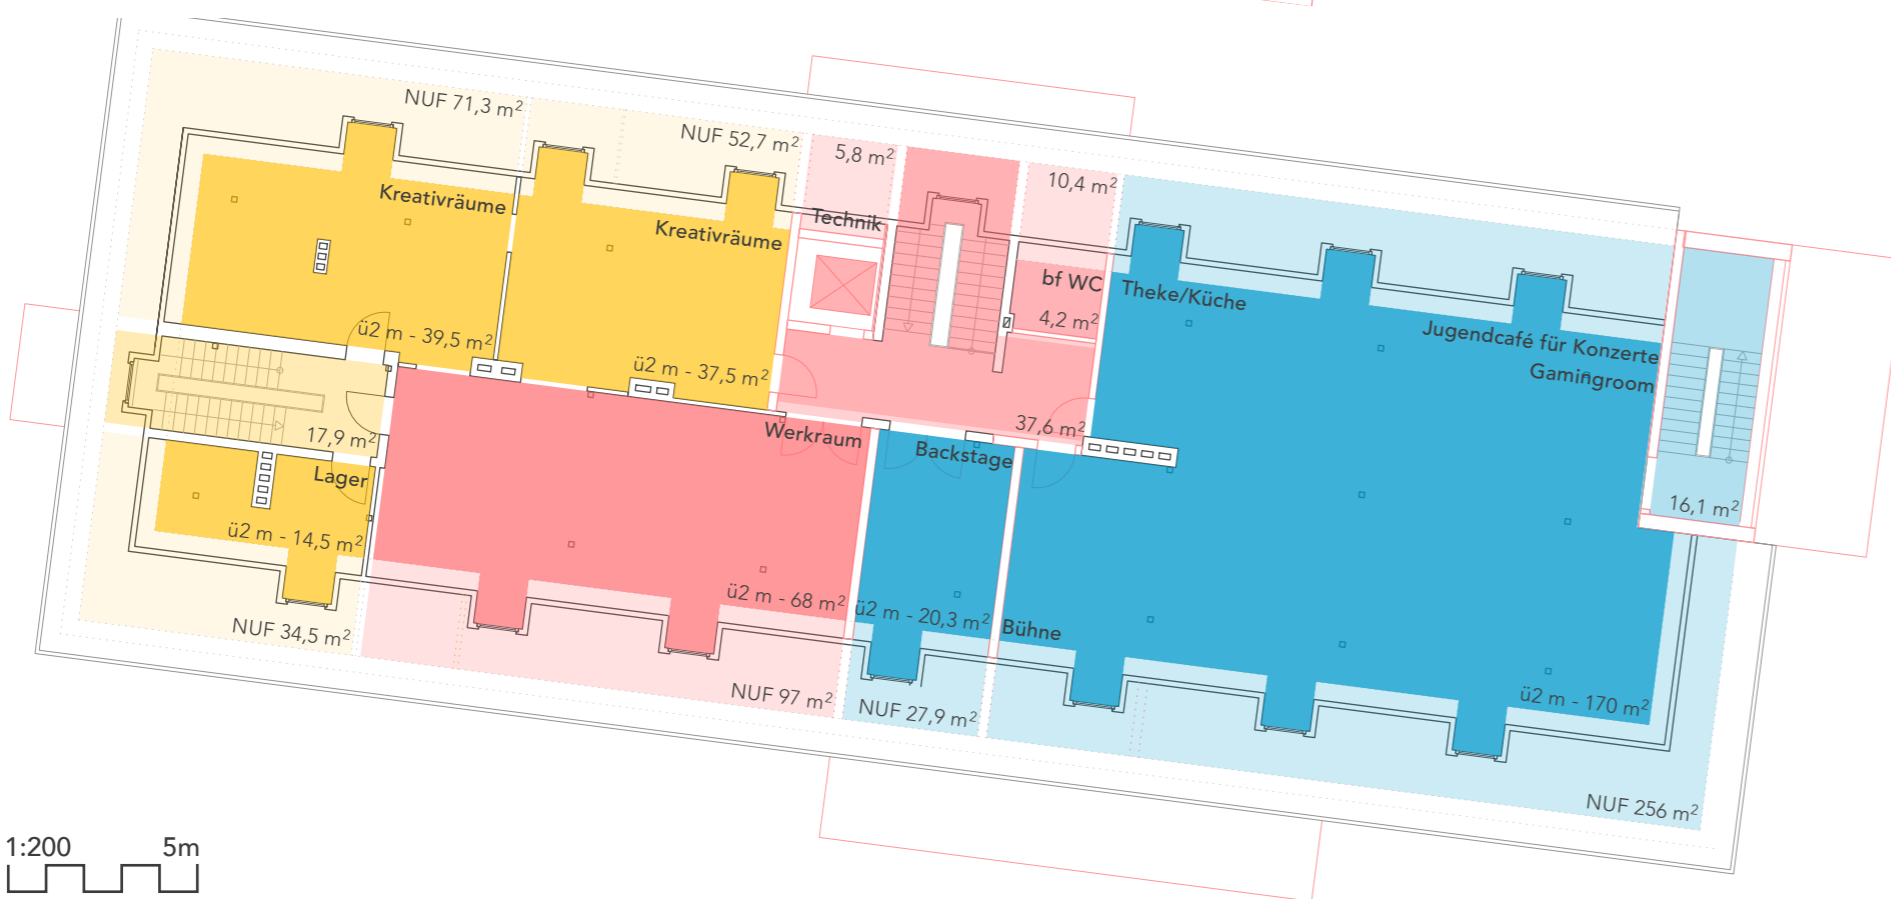 NUF 71,3 m²
NUF 52,7 m²
5,8 m²
10,4 m²
Kreativräume
Kreativräume
Technik
bf WC
4,2 m²
Theke/Küche
Jugendcafé für Konzerte
Gamingroom
ü2 m - 39,5 m²
ü2 m - 37,5 m²
17,9 m²
Werkraum
37,6 m²
Backstage
16,1 m²
Lager
ü2 m - 14,5 m²
ü2 m - 68 m²
ü2 m - 20,3 m²
Bühne
ü2 m - 170 m²
NUF 34,5 m²
NUF 97 m²
NUF 27,9 m²
NUF 256 m²
1:200 5m